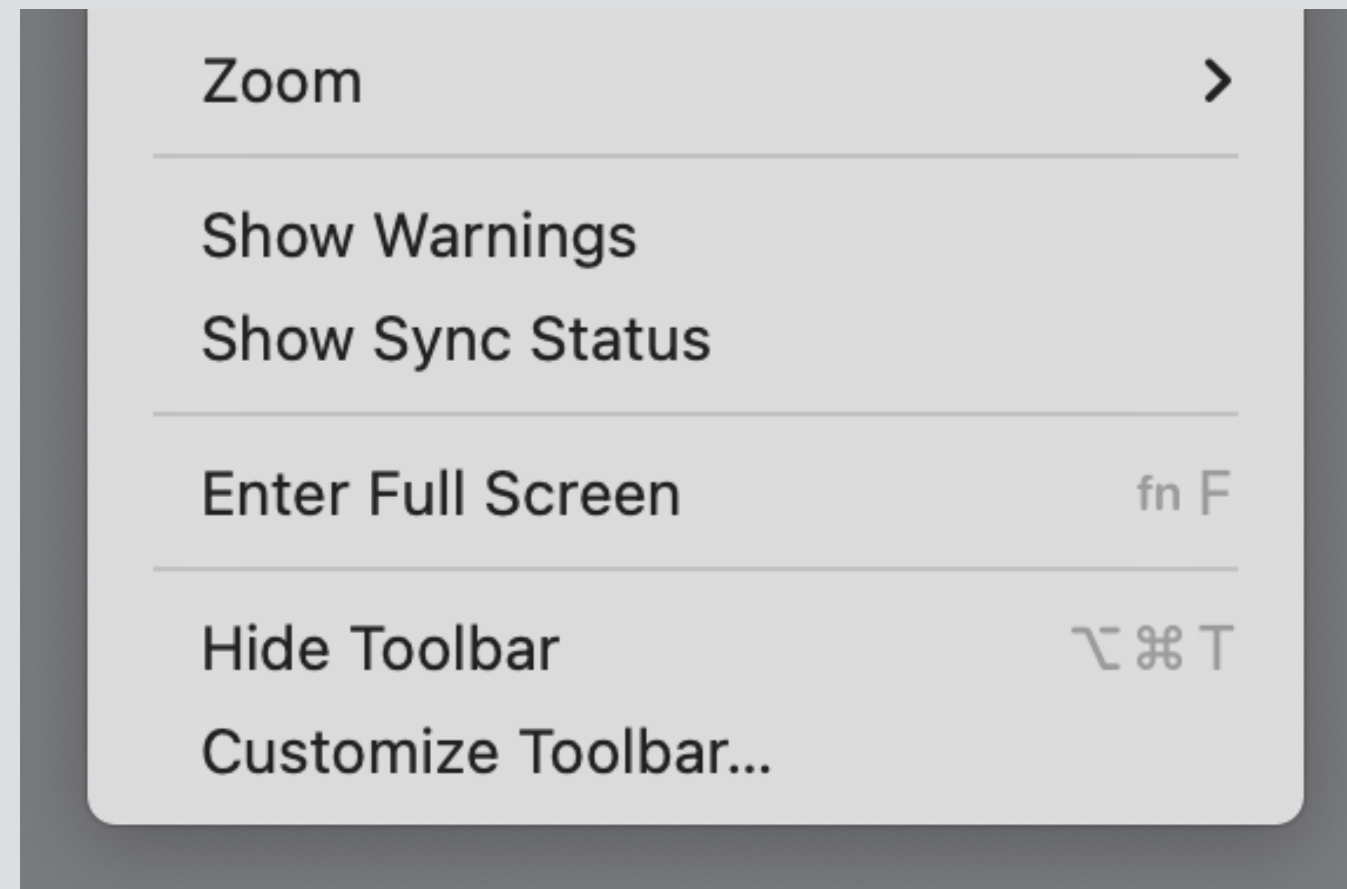 Zoom
Show Warnings
Show Sync Status
Enter Full Screen fn F
Hide Toolbar ⌥⌘T
Customize Toolbar...